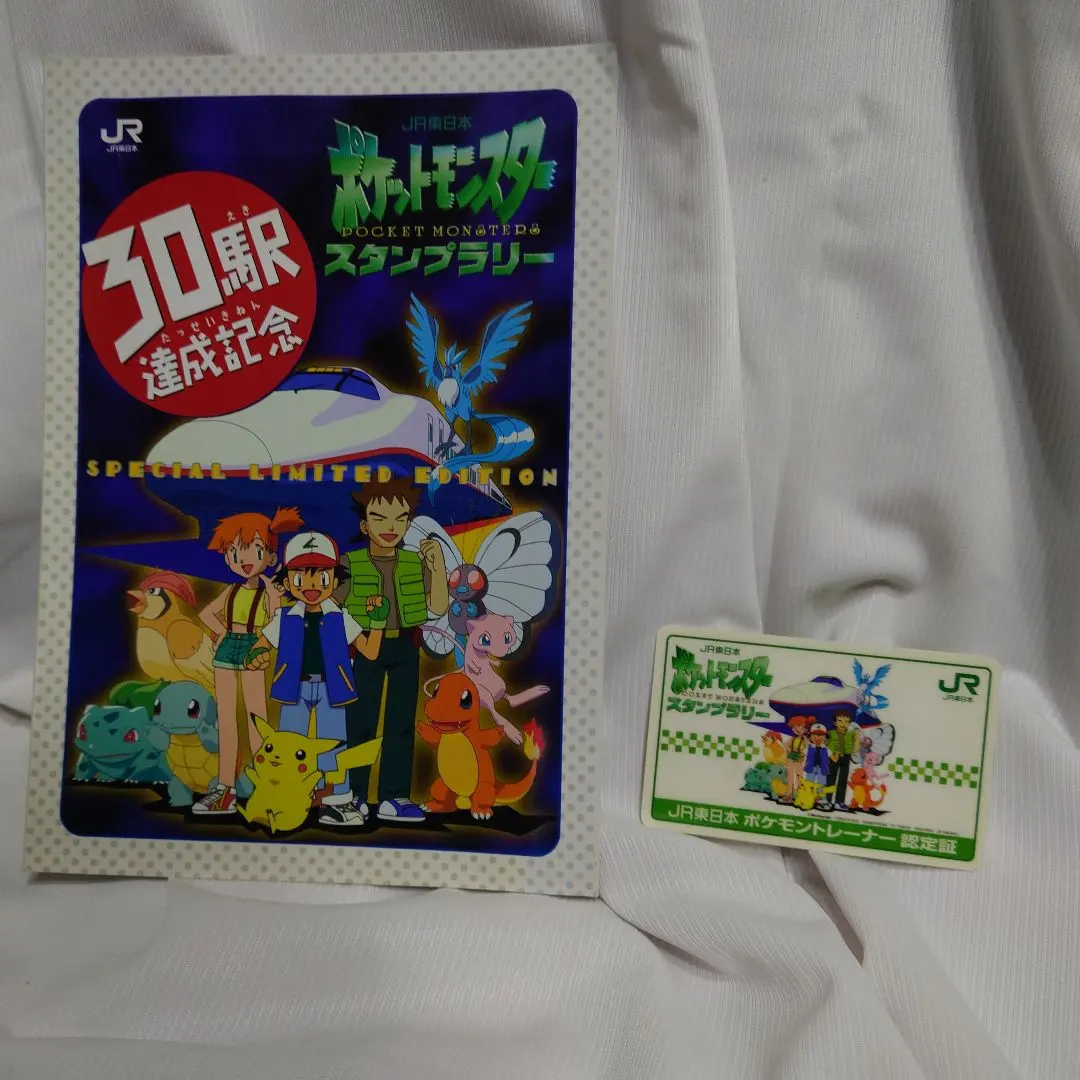 JR
JR東日本
JR東日本
ポケットモンスター
POCKET MONSTERS
スタンプラリー
えき
30駅
たっせいきねん
達成記念
SPECIAL LIMITED EDITION
JR東日本
ポケットモンスター
POCKET MONSTERS
スタンプラリー
JR
JR東日本
JR東日本 ポケモントレーナー 認定証